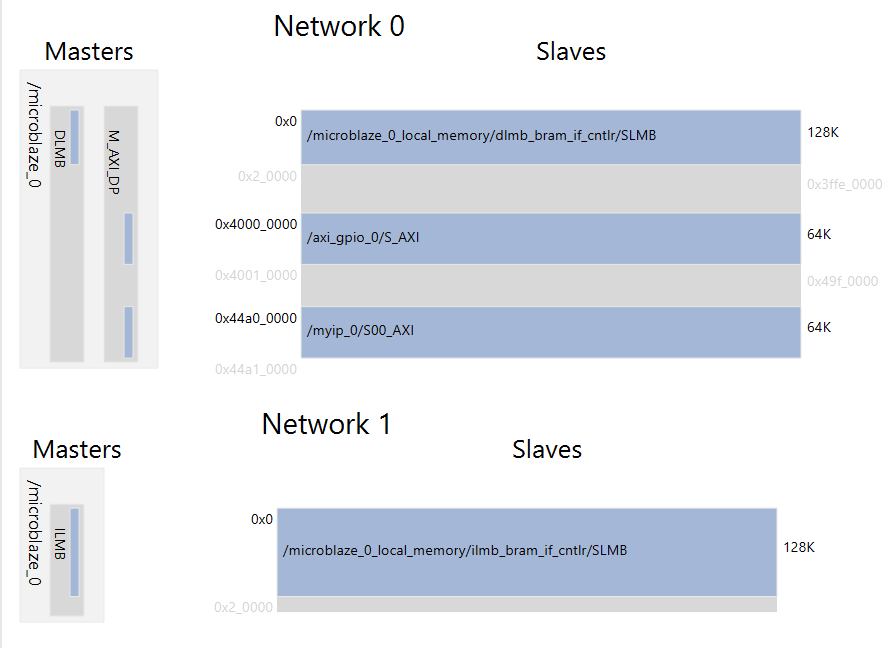 Network 0
Masters
Slaves
/microblaze_0
DLMB
M_AXI_DP
0x0
/microblaze_0_local_memory/dlmb_bram_if_cntlr/SLMB
128K
0x2_0000
0x3ffe_0000
0x4000_0000
/axi_gpio_0/S_AXI
64K
0x4001_0000
0x49f_0000
0x44a0_0000
/myip_0/S00_AXI
64K
0x44a1_0000
Network 1
Masters
Slaves
/microblaze_0
ILMB
0x0
/microblaze_0_local_memory/ilmb_bram_if_cntlr/SLMB
128K
0x2_0000